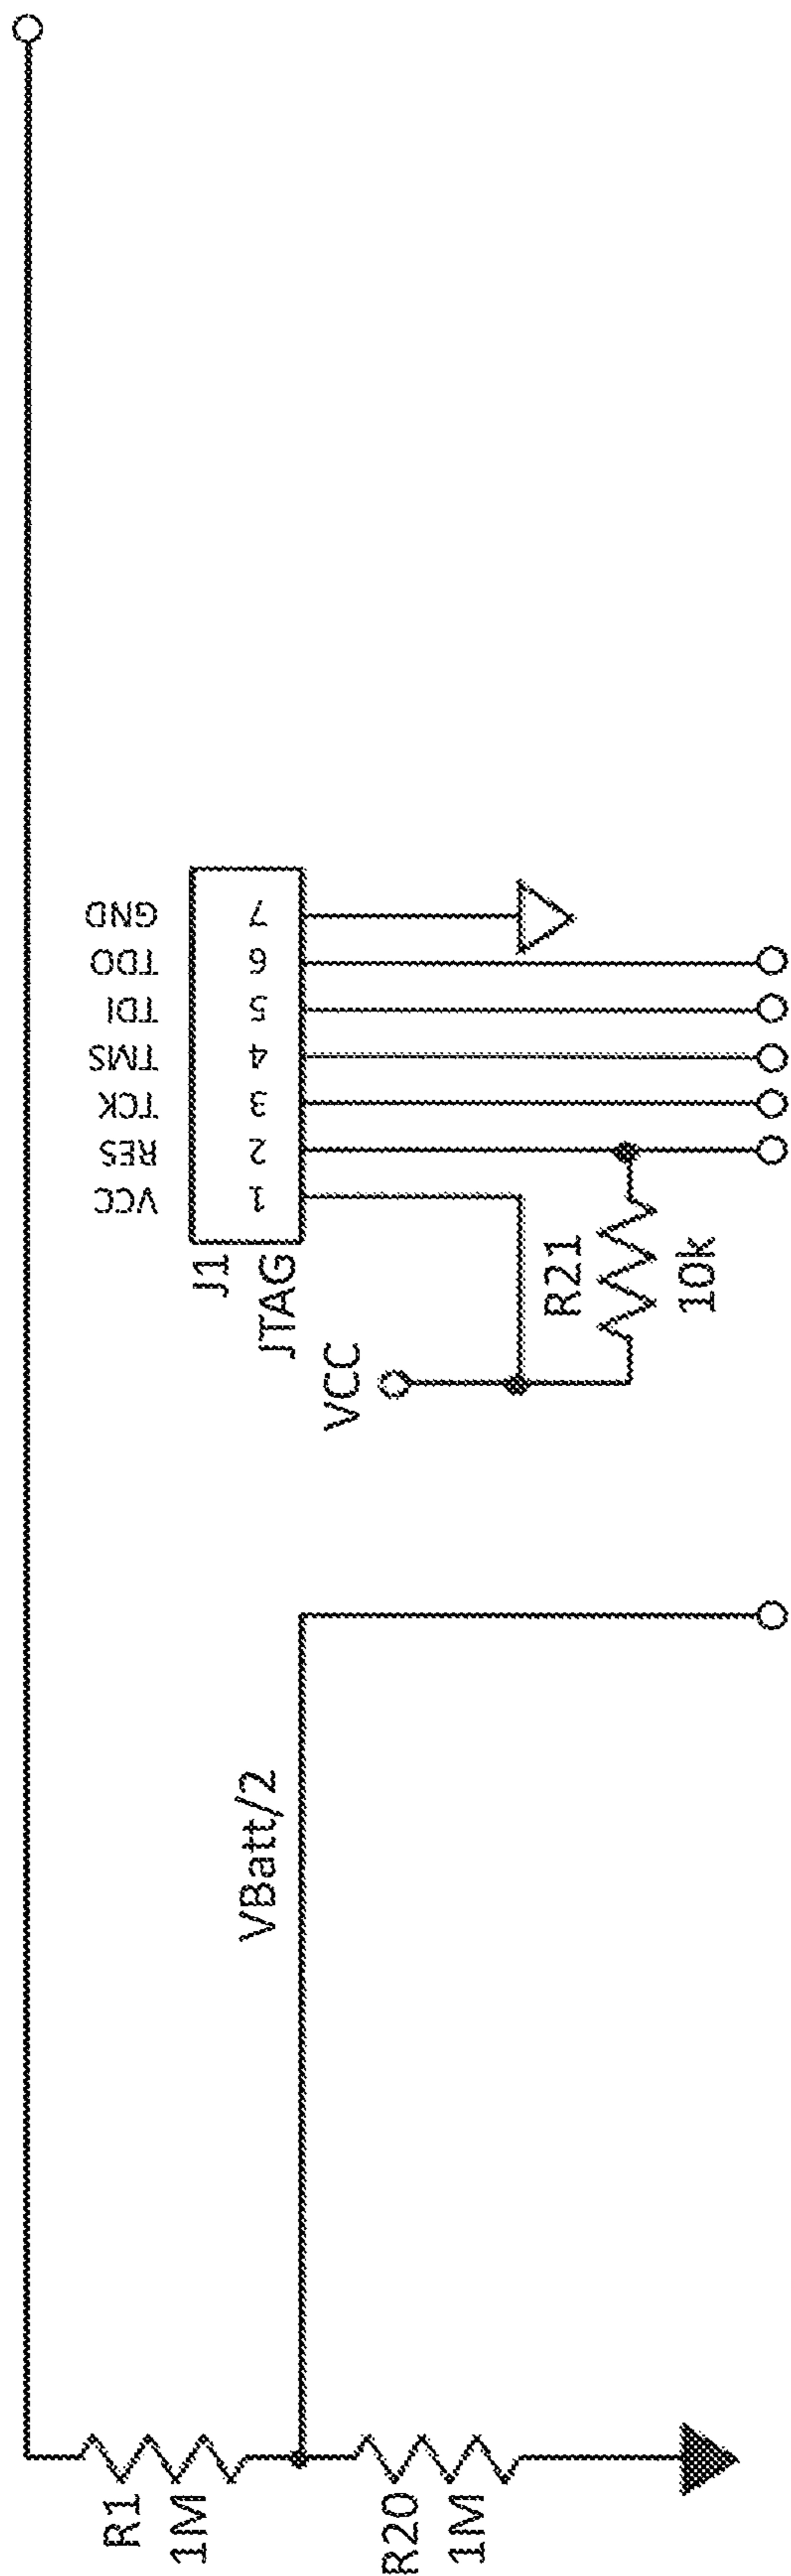 GND
TDO
TDI
TMS
TCK
RES
VCC
7
6
5
4
3
2
1
J1
JTAG
VCC
R21
10k
VBatt/2
R1
1M
R20
1M